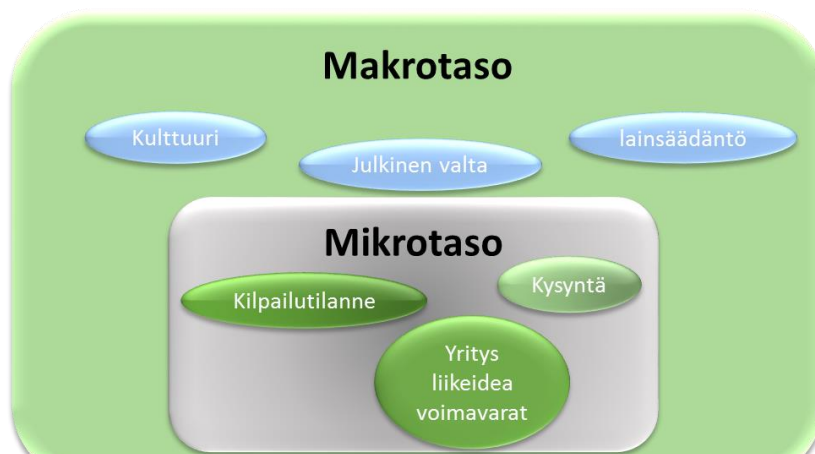 Makrotaso
Kulttuuri
Julkinen valta
lainsäädäntö
Mikrotaso
Kilpailutilanne
Kysyntä
Yritys
liikeidea
voimavarat